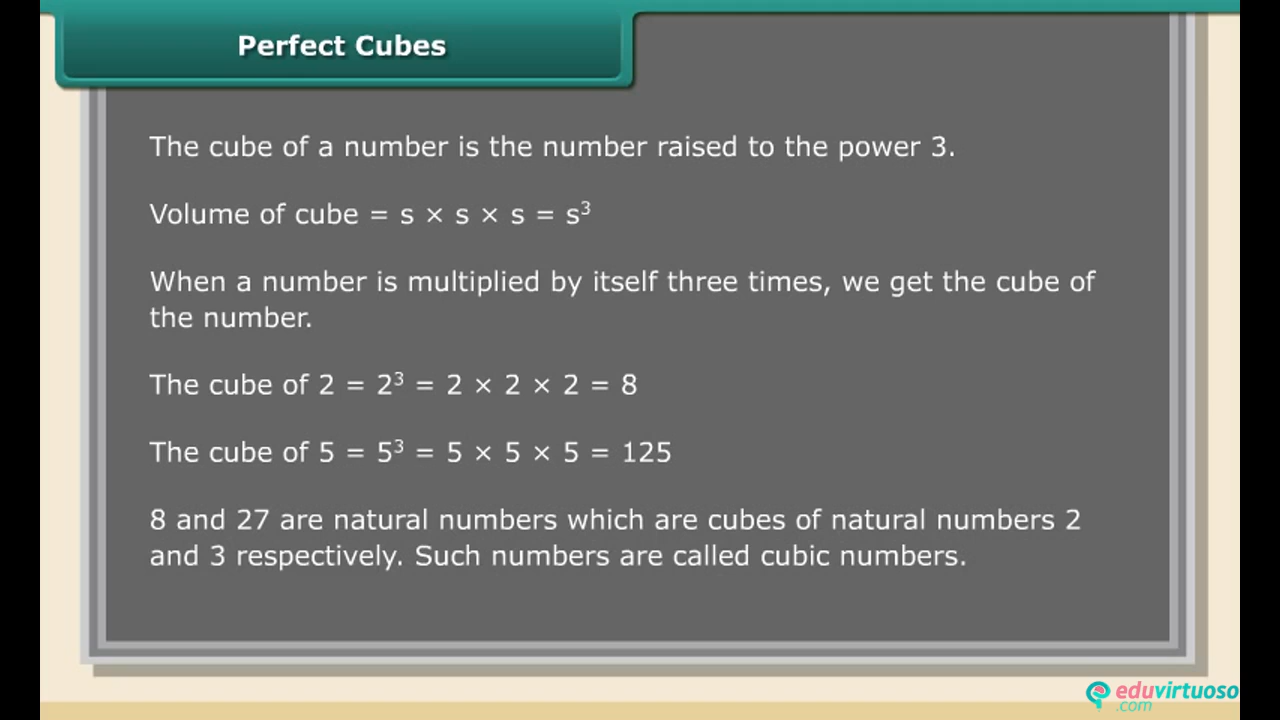 Perfect Cubes
The cube of a number is the number raised to the power 3.
Volume of cube = s × s × s = s³
When a number is multiplied by itself three times, we get the cube of
the number.
The cube of 2 = 2³ = 2 × 2 × 2 = 8
The cube of 5 = 5³ = 5 × 5 × 5 = 125
8 and 27 are natural numbers which are cubes of natural numbers 2
and 3 respectively. Such numbers are called cubic numbers.
eduvirtuoso
.com